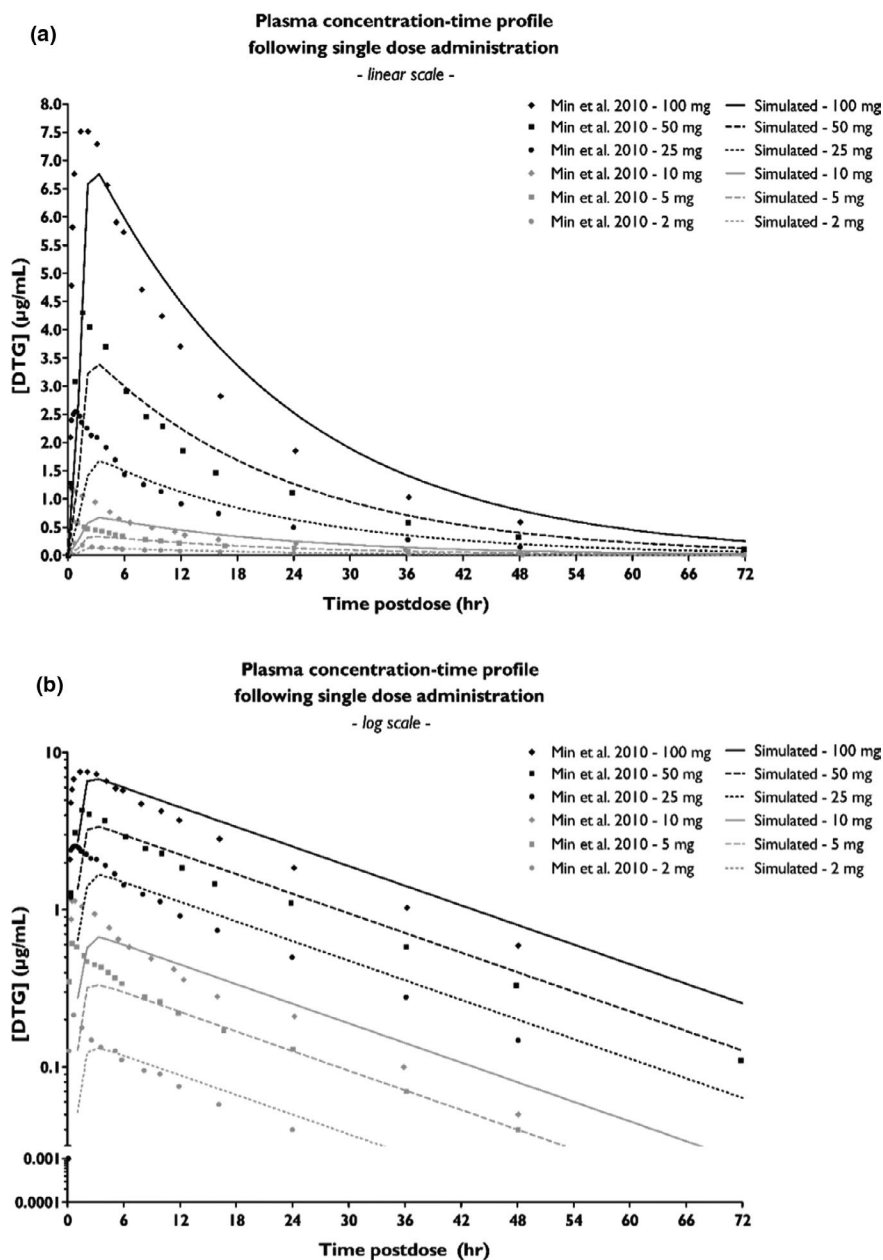 (a)
Plasma concentration-time profile
following single dose administration
- linear scale -
Min et al. 2010 - 100 mg
Min et al. 2010 - 50 mg
Min et al. 2010 - 25 mg
Min et al. 2010 - 10 mg
Min et al. 2010 - 5 mg
Min et al. 2010 - 2 mg
Simulated - 100 mg
Simulated - 50 mg
Simulated - 25 mg
Simulated - 10 mg
Simulated - 5 mg
Simulated - 2 mg
[DTG] (µg/mL)
8.0
7.5
7.0
6.5
6.0
5.5
5.0
4.5
4.0
3.5
3.0
2.5
2.0
1.5
1.0
0.5
0.0
0 6 12 18 24 30 36 42 48 54 60 66 72
Time postdose (hr)
(b)
Plasma concentration-time profile
following single dose administration
- log scale -
Min et al. 2010 - 100 mg
Min et al. 2010 - 50 mg
Min et al. 2010 - 25 mg
Min et al. 2010 - 10 mg
Min et al. 2010 - 5 mg
Min et al. 2010 - 2 mg
Simulated - 100 mg
Simulated - 50 mg
Simulated - 25 mg
Simulated - 10 mg
Simulated - 5 mg
Simulated - 2 mg
[DTG] (µg/mL)
10
1
0.1
0.001
0.0001
0 6 12 18 24 30 36 42 48 54 60 66 72
Time postdose (hr)